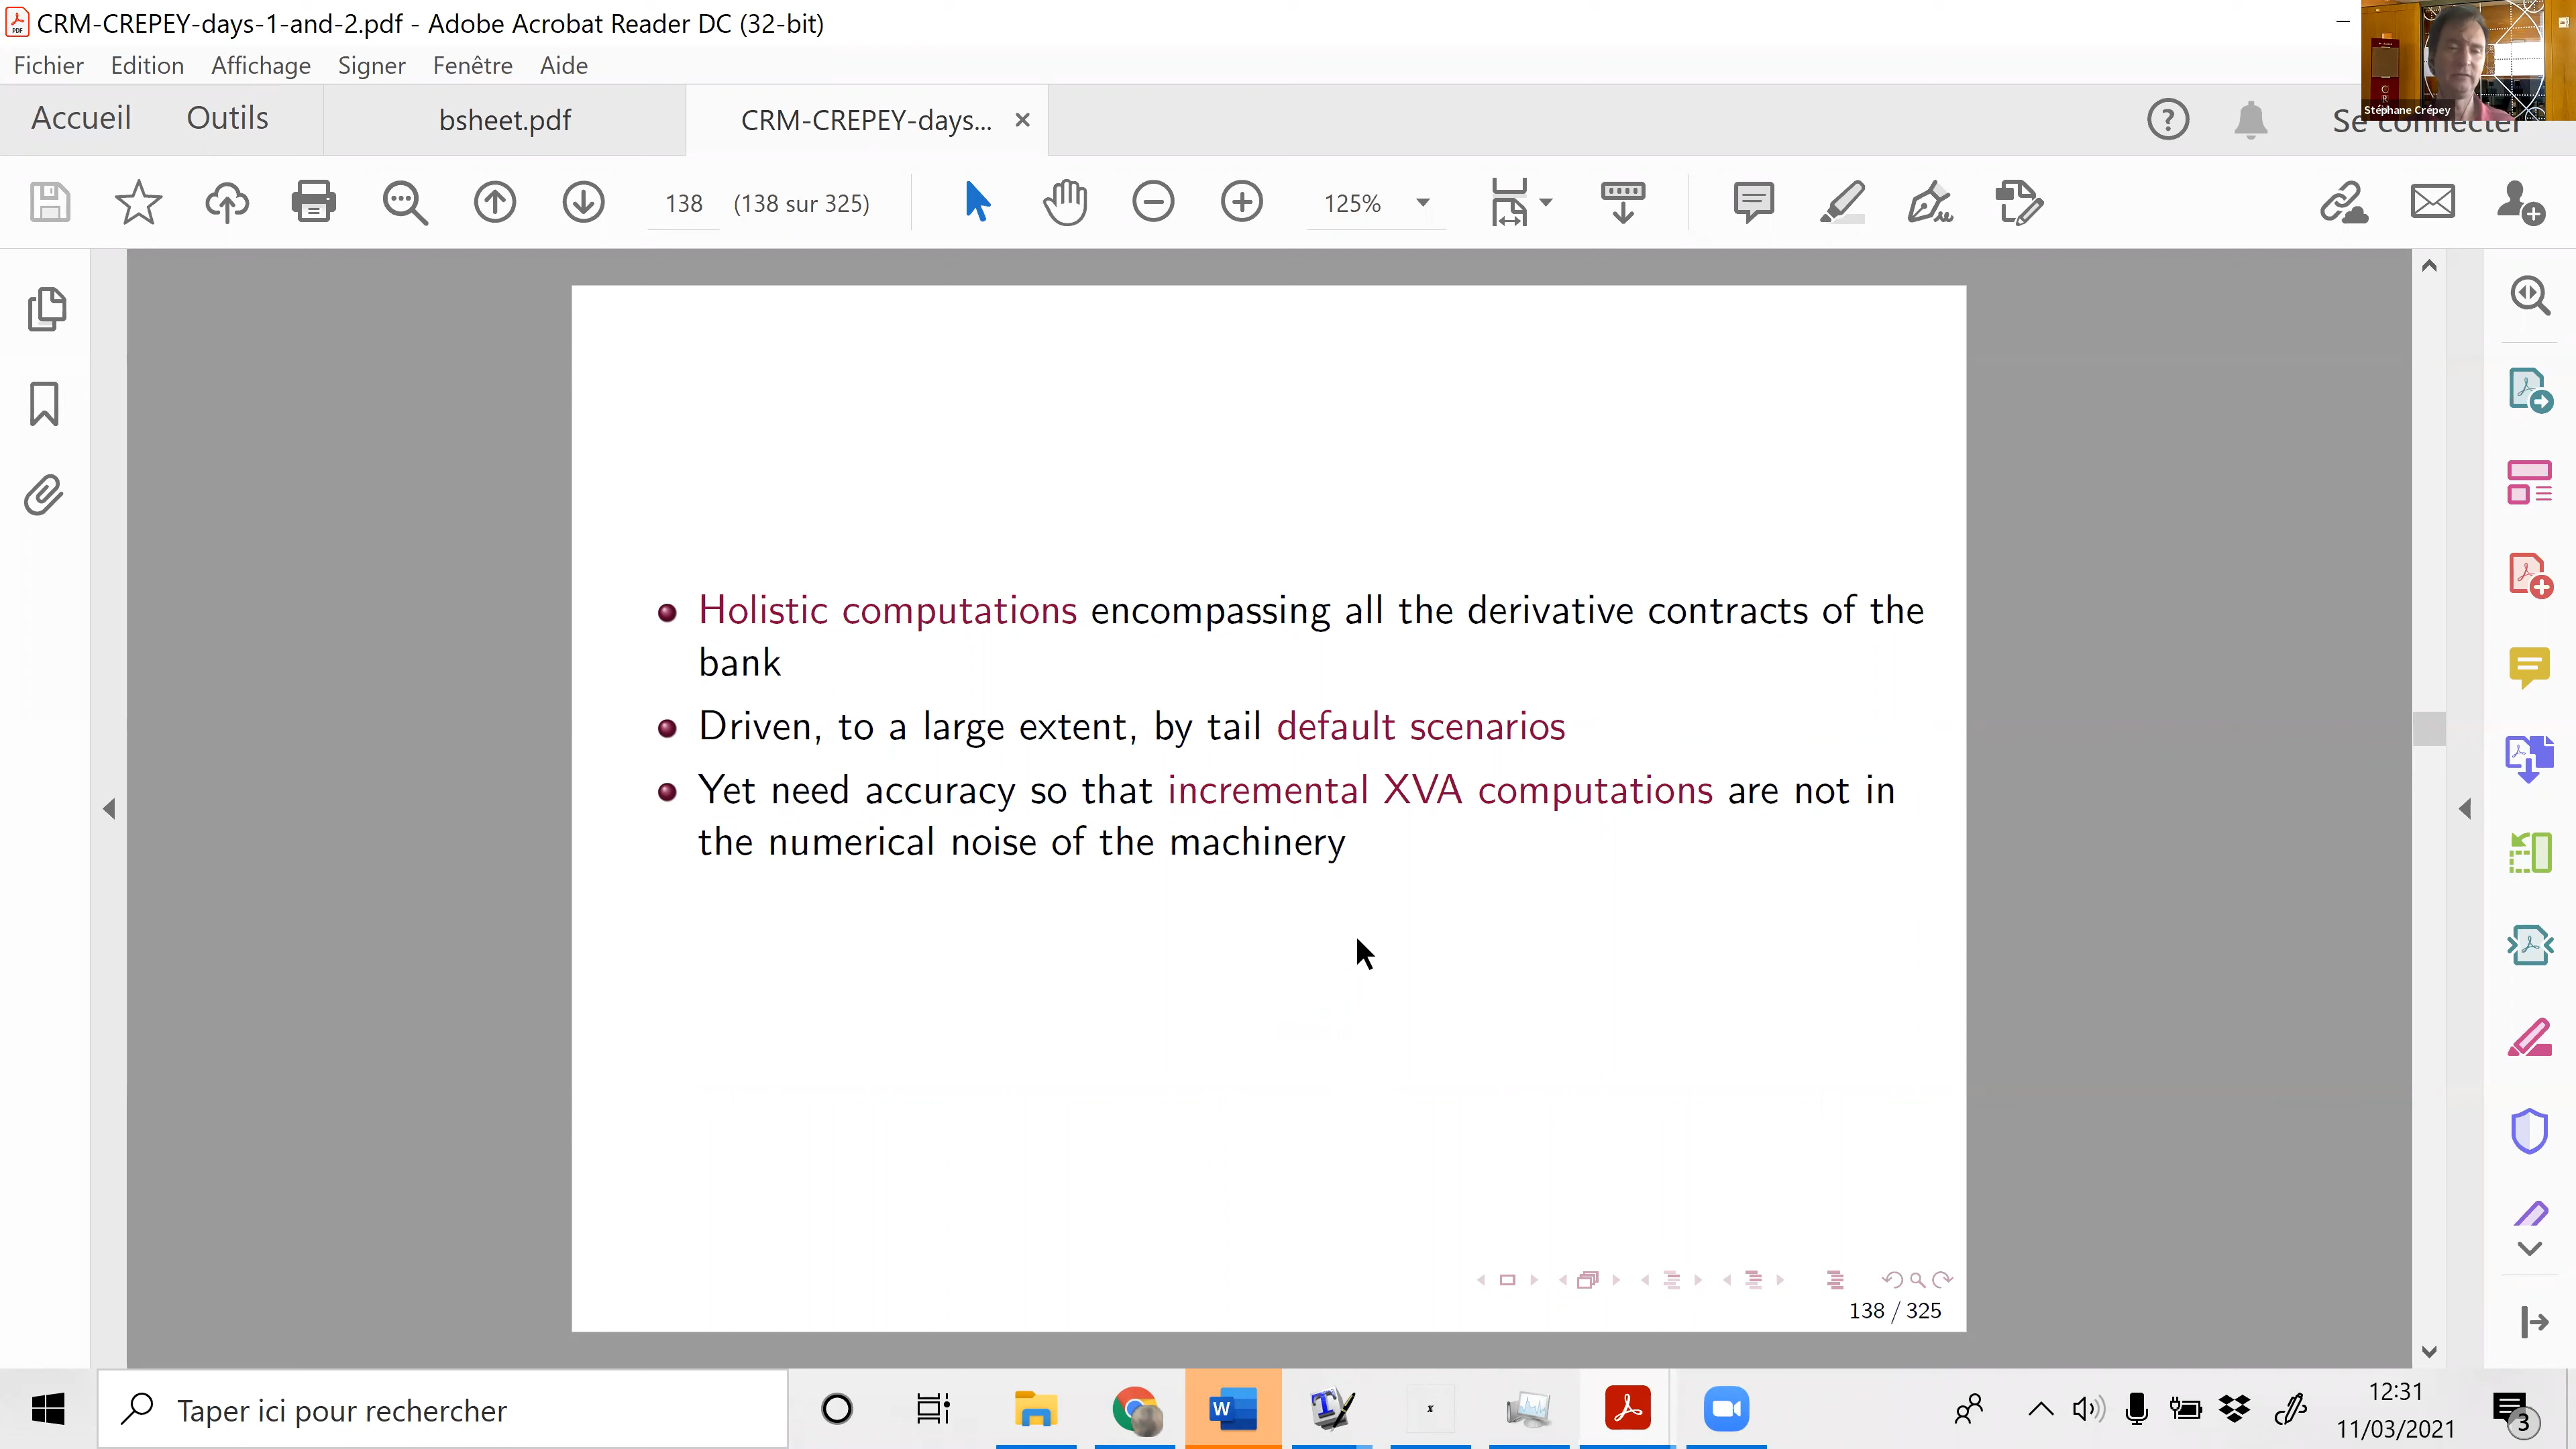 CRM-CREPEY-days-1-and-2.pdf - Adobe Acrobat Reader DC (32-bit)
Fichier Edition Affichage Signer Fenêtre Aide
Stéphane Crépey
Accueil Outils bsheet.pdf CRM-CREPEY-days... Se connecter
138 (138 sur 325) 125%
Holistic computations encompassing all the derivative contracts of the
bank
Driven, to a large extent, by tail default scenarios
Yet need accuracy so that incremental XVA computations are not in
the numerical noise of the machinery
138 / 325
Taper ici pour rechercher
12:31
11/03/2021
3